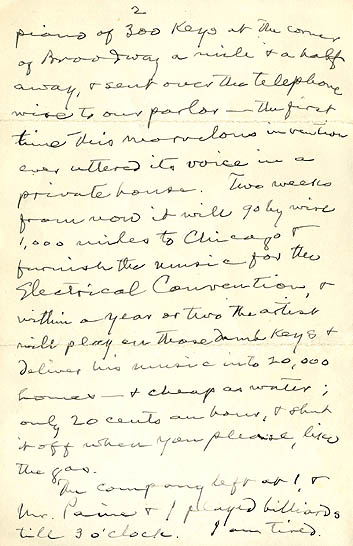 2
piano of 300 keys at the corner
of Broadway a mile & a half
away, & sent over the telephone
wire to our parlor — the first
time this marvelous invention
ever uttered its voice in a
private house. Two weeks
from now it will go by wire
1,000 miles to Chicago &
furnish the music for the
Electrical Convention, &
within a year or two the artist
will play on those dumb keys &
deliver his music into 20,000
homes — & cheap as water;
only 20 cents an hour, & shut
it off when you please, like
the gas.
The company left at 1, &
Mr. Paine & I played billiards
till 3 o'clock. I am tired.